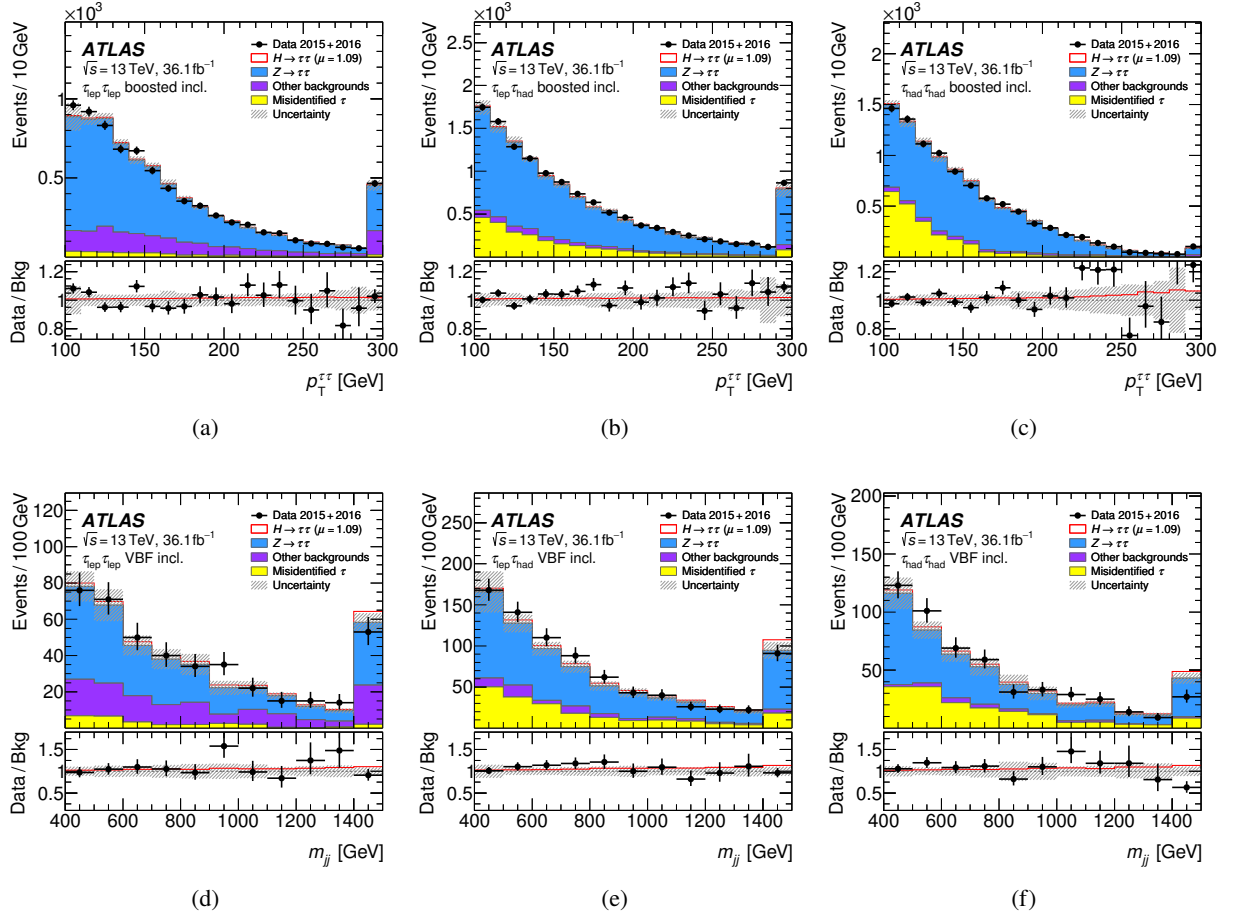 ×10³
Events/ 10 GeV
ATLAS
√s = 13 TeV, 36.1 fb⁻¹
τlep τlep boosted incl.
Data 2015 + 2016
H → ττ (μ = 1.09)
Z → ττ
Other backgrounds
Misidentified τ
Uncertainty
1
0.5
Data / Bkg
1.2
1
0.8
100 150 200 250 300
p_T^ττ [GeV]
(a)
×10³
Events/ 10 GeV
ATLAS
√s = 13 TeV, 36.1 fb⁻¹
τlep τhad boosted incl.
Data 2015 + 2016
H → ττ (μ = 1.09)
Z → ττ
Other backgrounds
Misidentified τ
Uncertainty
2.5
2
1.5
1
0.5
Data / Bkg
1.2
1
0.8
100 150 200 250 300
p_T^ττ [GeV]
(b)
×10³
Events/ 10 GeV
ATLAS
√s = 13 TeV, 36.1 fb⁻¹
τhad τhad boosted incl.
Data 2015 + 2016
H → ττ (μ = 1.09)
Z → ττ
Other backgrounds
Misidentified τ
Uncertainty
2
1.5
1
0.5
Data / Bkg
1.2
1
0.8
100 150 200 250 300
p_T^ττ [GeV]
(c)
Events / 100 GeV
ATLAS
√s = 13 TeV, 36.1 fb⁻¹
τlep τlep VBF incl.
Data 2015 + 2016
H → ττ (μ = 1.09)
Z → ττ
Other backgrounds
Misidentified τ
Uncertainty
120
100
80
60
40
20
Data / Bkg
1.5
1
0.5
400 600 800 1000 1200 1400
m_jj [GeV]
(d)
Events / 100 GeV
ATLAS
√s = 13 TeV, 36.1 fb⁻¹
τlep τhad VBF incl.
Data 2015 + 2016
H → ττ (μ = 1.09)
Z → ττ
Other backgrounds
Misidentified τ
Uncertainty
250
200
150
100
50
Data / Bkg
1.5
1
0.5
400 600 800 1000 1200 1400
m_jj [GeV]
(e)
Events / 100 GeV
ATLAS
√s = 13 TeV, 36.1 fb⁻¹
τhad τhad VBF incl.
Data 2015 + 2016
H → ττ (μ = 1.09)
Z → ττ
Other backgrounds
Misidentified τ
Uncertainty
200
150
100
50
Data / Bkg
1.5
1
0.5
400 600 800 1000 1200 1400
m_jj [GeV]
(f)